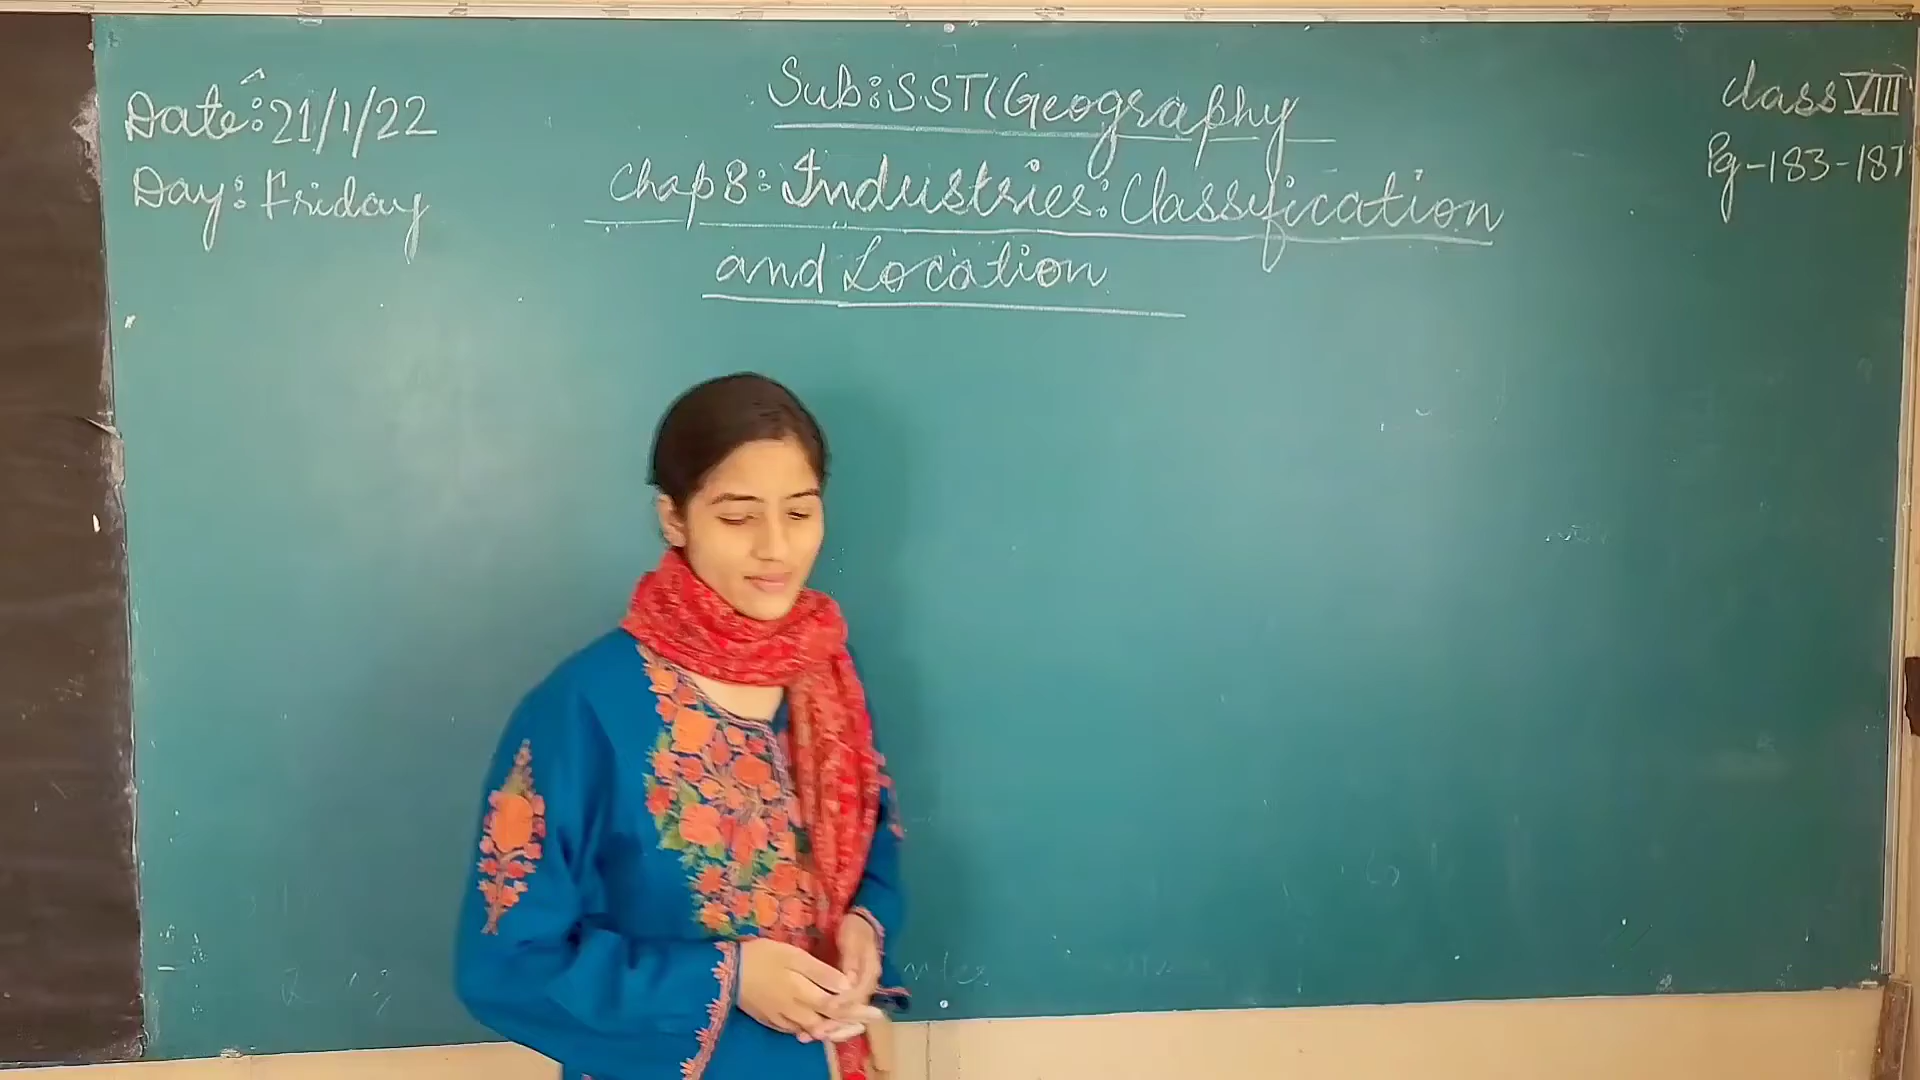 Date:21/1/22
Day: Friday
Sub: SST(Geography
Chap 8: Industries: Classification
and Location
Class VIII
Pg-183-187